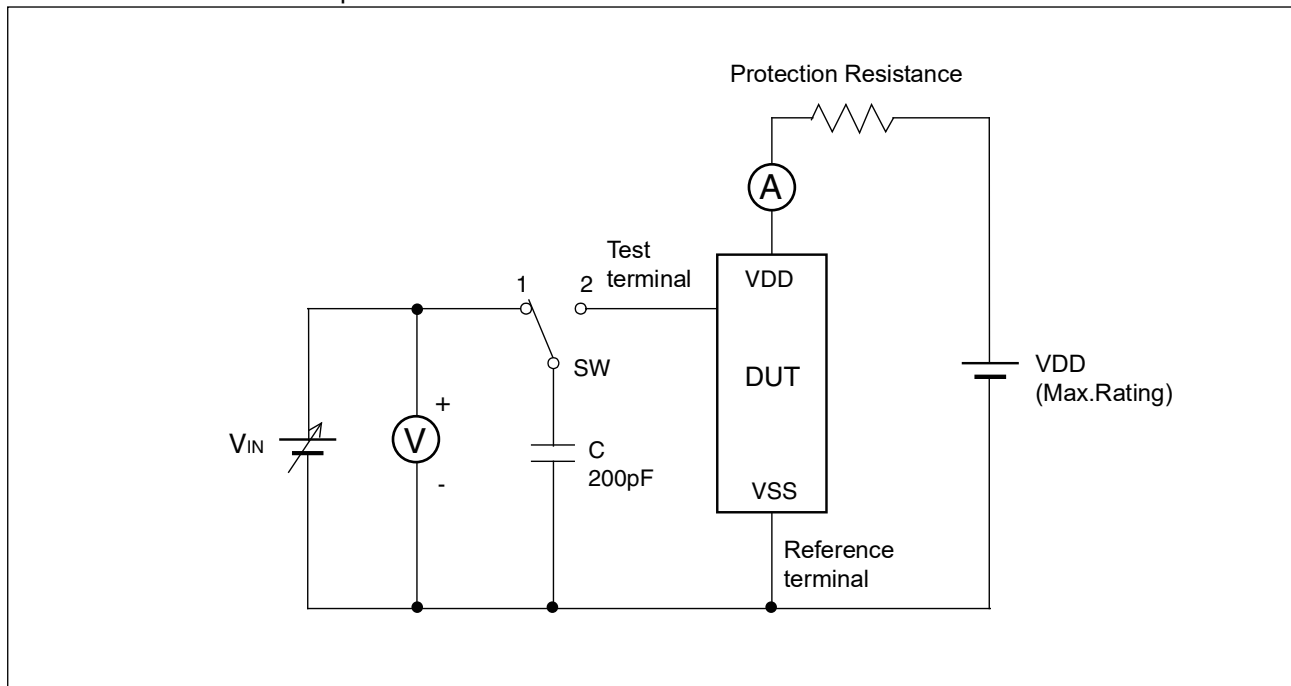 Protection Resistance
A
Test
terminal
1
2
VDD
SW
DUT
VDD
(Max.Rating)
VIN
V
+
-
C
200pF
VSS
Reference
terminal